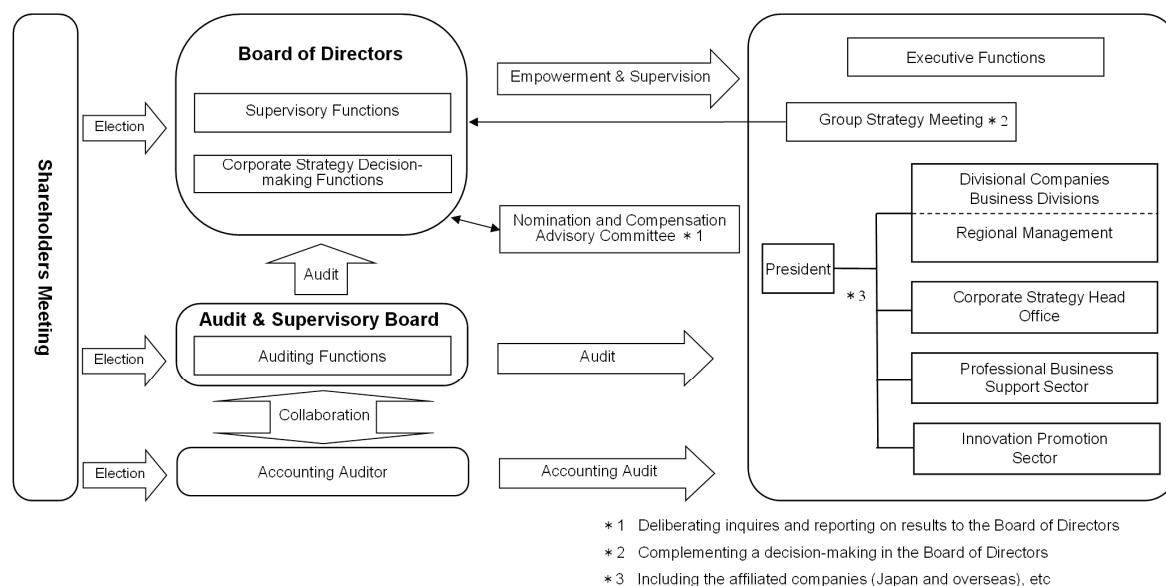 Shareholders Meeting
Election
Board of Directors
Supervisory Functions
Corporate Strategy Decision-
making Functions
Empowerment & Supervision
Nomination and Compensation
Advisory Committee *1
Audit
Election
Audit & Supervisory Board
Auditing Functions
Audit
Collaboration
Election
Accounting Auditor
Accounting Audit
Executive Functions
Group Strategy Meeting *2
President
*3
Divisional Companies
Business Divisions
Regional Management
Corporate Strategy Head
Office
Professional Business
Support Sector
Innovation Promotion
Sector
*1 Deliberating inquires and reporting on results to the Board of Directors
*2 Complementing a decision-making in the Board of Directors
*3 Including the affiliated companies (Japan and overseas), etc